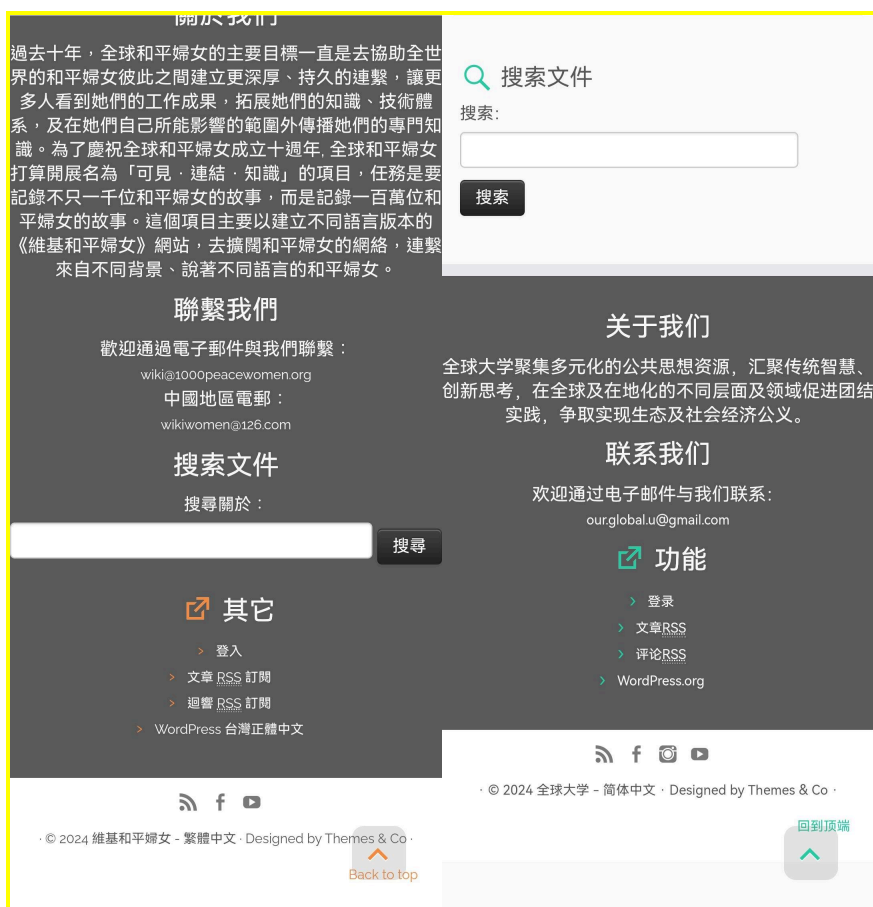 關於我們
過去十年，全球和平婦女的主要目標一直是去協助全世
界的和平婦女彼此之間建立更深厚、持久的連繫，讓更
多人看到她們的工作成果，拓展她們的知識、技術體
系，及在她們自己所能影響的範圍外傳播她們的專門知
識。為了慶祝全球和平婦女成立十週年, 全球和平婦女
打算開展名為「可見 · 連結 · 知識」的項目，任務是要
記錄不只一千位和平婦女的故事，而是記錄一百萬位和
平婦女的故事。這個項目主要以建立不同語言版本的
《維基和平婦女》網站，去擴闊和平婦女的網絡，連繫
來自不同背景、說著不同語言的和平婦女。
聯繫我們
歡迎通過電子郵件與我們聯繫：
wiki@1000peacewomen.org
中國地區電郵：
wikiwomen@126.com
搜索文件
搜尋關於：
搜尋
其它
登入
文章 RSS 訂閱
迴響 RSS 訂閱
WordPress 台灣正體中文
· © 2024 維基和平婦女 - 繁體中文 · Designed by Themes & Co ·
Back to top
搜索文件
搜索：
搜索
关于我们
全球大学聚集多元化的公共思想资源，汇聚传统智慧、
创新思考，在全球及在地化的不同层面及领域促进团结
实践，争取实现生态及社会经济公义。
联系我们
欢迎通过电子邮件与我们联系：
our.global.u@gmail.com
功能
登录
文章RSS
评论RSS
WordPress.org
· © 2024 全球大学 – 简体中文 · Designed by Themes & Co ·
回到顶端